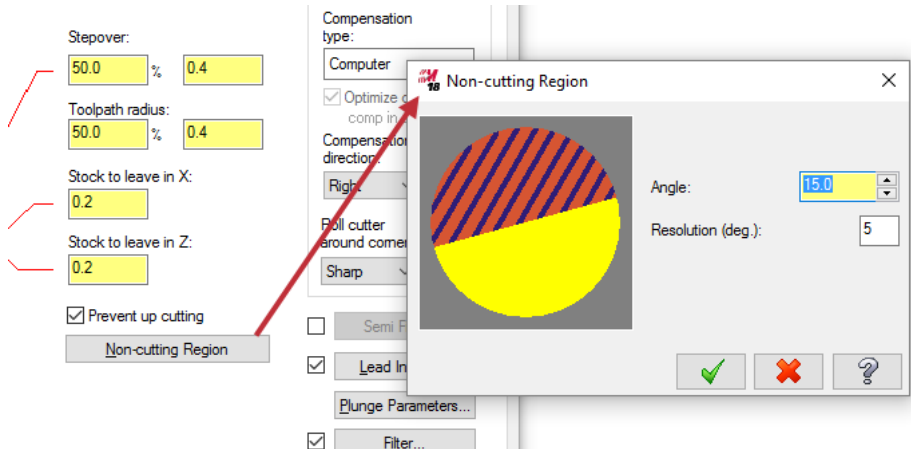 Stepover:
50.0 % 0.4
Toolpath radius:
50.0 % 0.4
Stock to leave in X:
0.2
Stock to leave in Z:
0.2
Prevent up cutting
Non-cutting Region
Compensation
type:
Computer
Optimize
comp in
Compensation
direction:
Right
Roll cutter
around corner
Sharp
Semi F
Lead In
Plunge Parameters...
Filter...
18 Non-cutting Region
Angle: 15.0
Resolution (deg.): 5